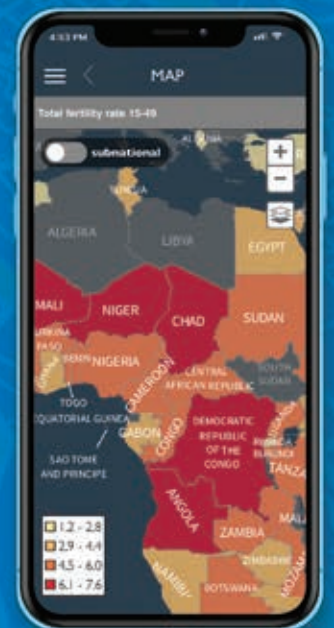 4:53 PM
MAP
Total fertility rate 15-49
subnational
+
−
ALGERIA
LIBYA
EGYPT
MALI
NIGER
CHAD
SUDAN
BENIN
NIGERIA
CAMEROON
CENTRAL
AFRICAN REPUBLIC
SOUTH
SUDAN
TOGO
EQUATORIAL GUINEA
GABON
CONGO
DEMOCRATIC
REPUBLIC
OF THE
CONGO
SAO TOME
AND PRINCIPE
BURUNDI
ANGOLA
ZAMBIA
ZIMBABWE
BOTSWANA
1.2 - 2.8
2.9 - 4.4
4.5 - 6.0
6.1 - 7.6